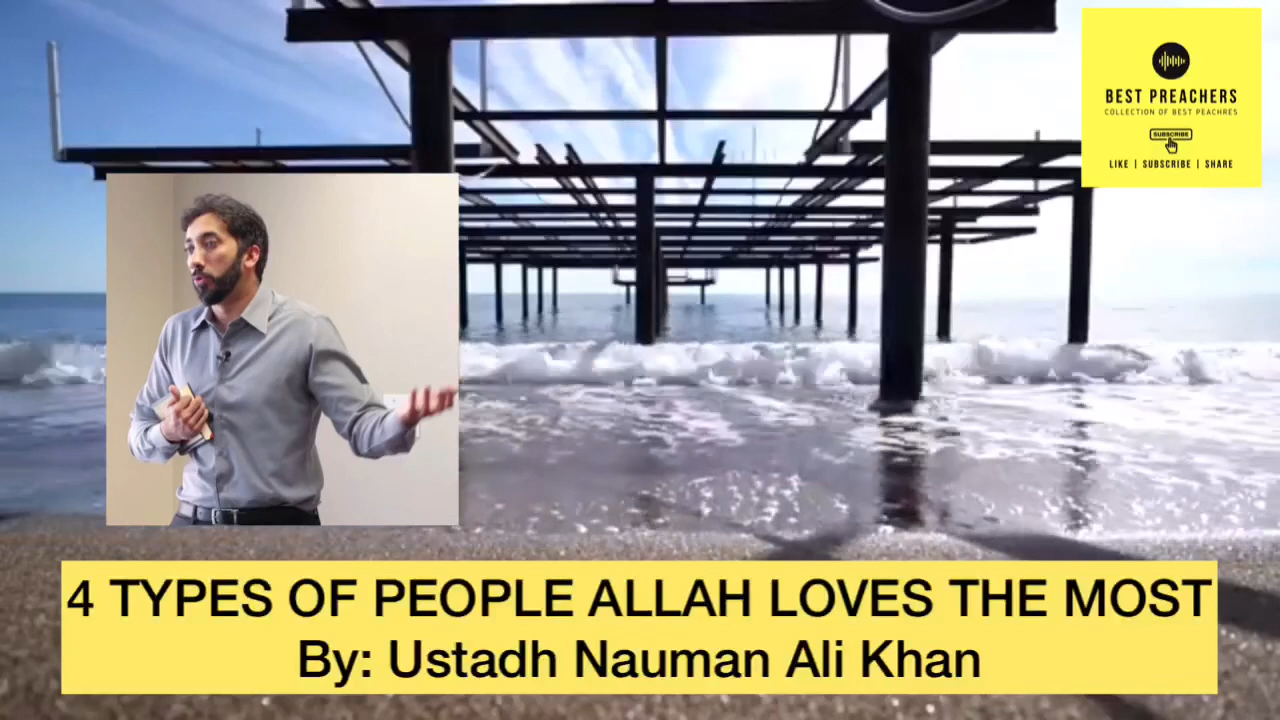 BEST PREACHERS
COLLECTION OF BEST PEACHRES
SUBSCRIBE
LIKE | SUBSCRIBE | SHARE
4 TYPES OF PEOPLE ALLAH LOVES THE MOST
By: Ustadh Nauman Ali Khan